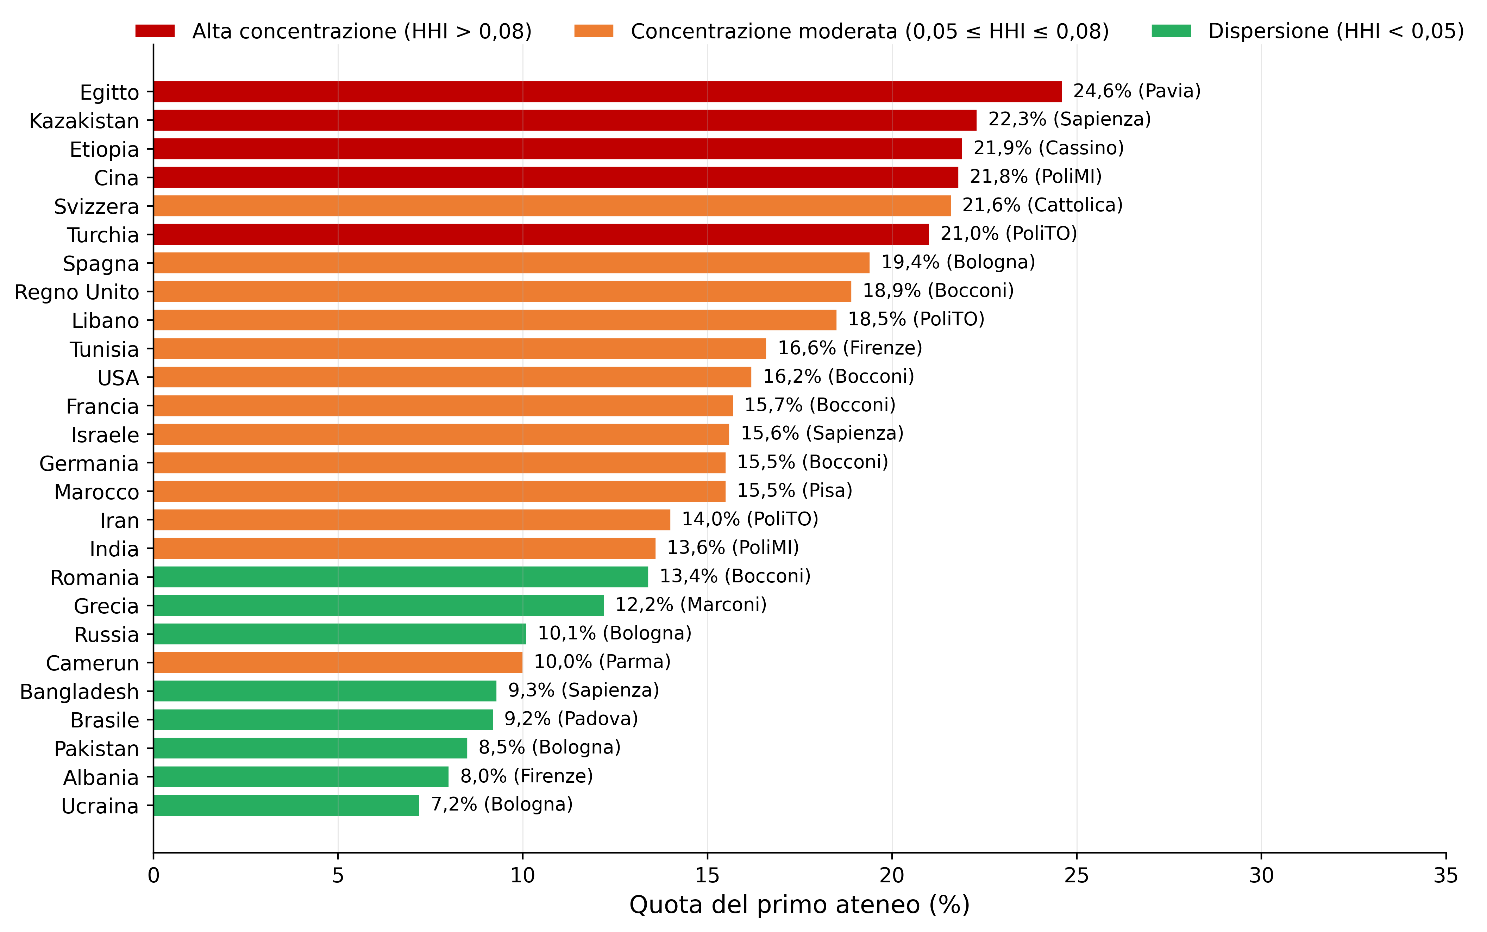 Alta concentrazione (HHI > 0,08) Concentrazione moderata (0,05 ≤ HHI ≤ 0,08) Dispersione (HHI < 0,05)
Egitto 24,6% (Pavia)
Kazakistan 22,3% (Sapienza)
Etiopia 21,9% (Cassino)
Cina 21,8% (PoliMI)
Svizzera 21,6% (Cattolica)
Turchia 21,0% (PoliTO)
Spagna 19,4% (Bologna)
Regno Unito 18,9% (Bocconi)
Libano 18,5% (PoliTO)
Tunisia 16,6% (Firenze)
USA 16,2% (Bocconi)
Francia 15,7% (Bocconi)
Israele 15,6% (Sapienza)
Germania 15,5% (Bocconi)
Marocco 15,5% (Pisa)
Iran 14,0% (PoliTO)
India 13,6% (PoliMI)
Romania 13,4% (Bocconi)
Grecia 12,2% (Marconi)
Russia 10,1% (Bologna)
Camerun 10,0% (Parma)
Bangladesh 9,3% (Sapienza)
Brasile 9,2% (Padova)
Pakistan 8,5% (Bologna)
Albania 8,0% (Firenze)
Ucraina 7,2% (Bologna)
0 5 10 15 20 25 30 35
Quota del primo ateneo (%)